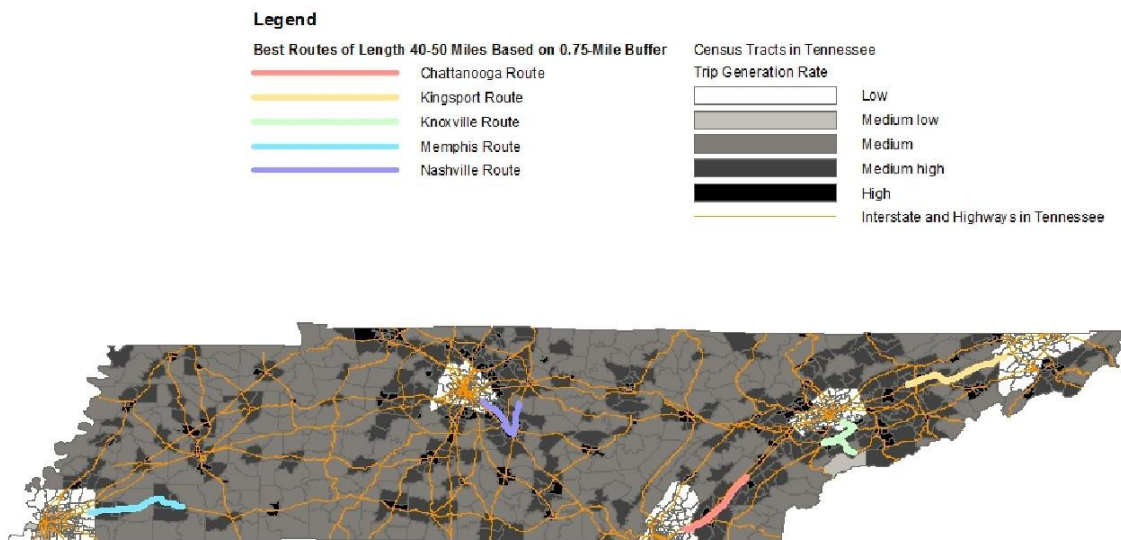 Legend
Best Routes of Length 40-50 Miles Based on 0.75-Mile Buffer
Chattanooga Route
Kingsport Route
Knoxville Route
Memphis Route
Nashville Route
Census Tracts in Tennessee
Trip Generation Rate
Low
Medium low
Medium
Medium high
High
Interstate and Highways in Tennessee